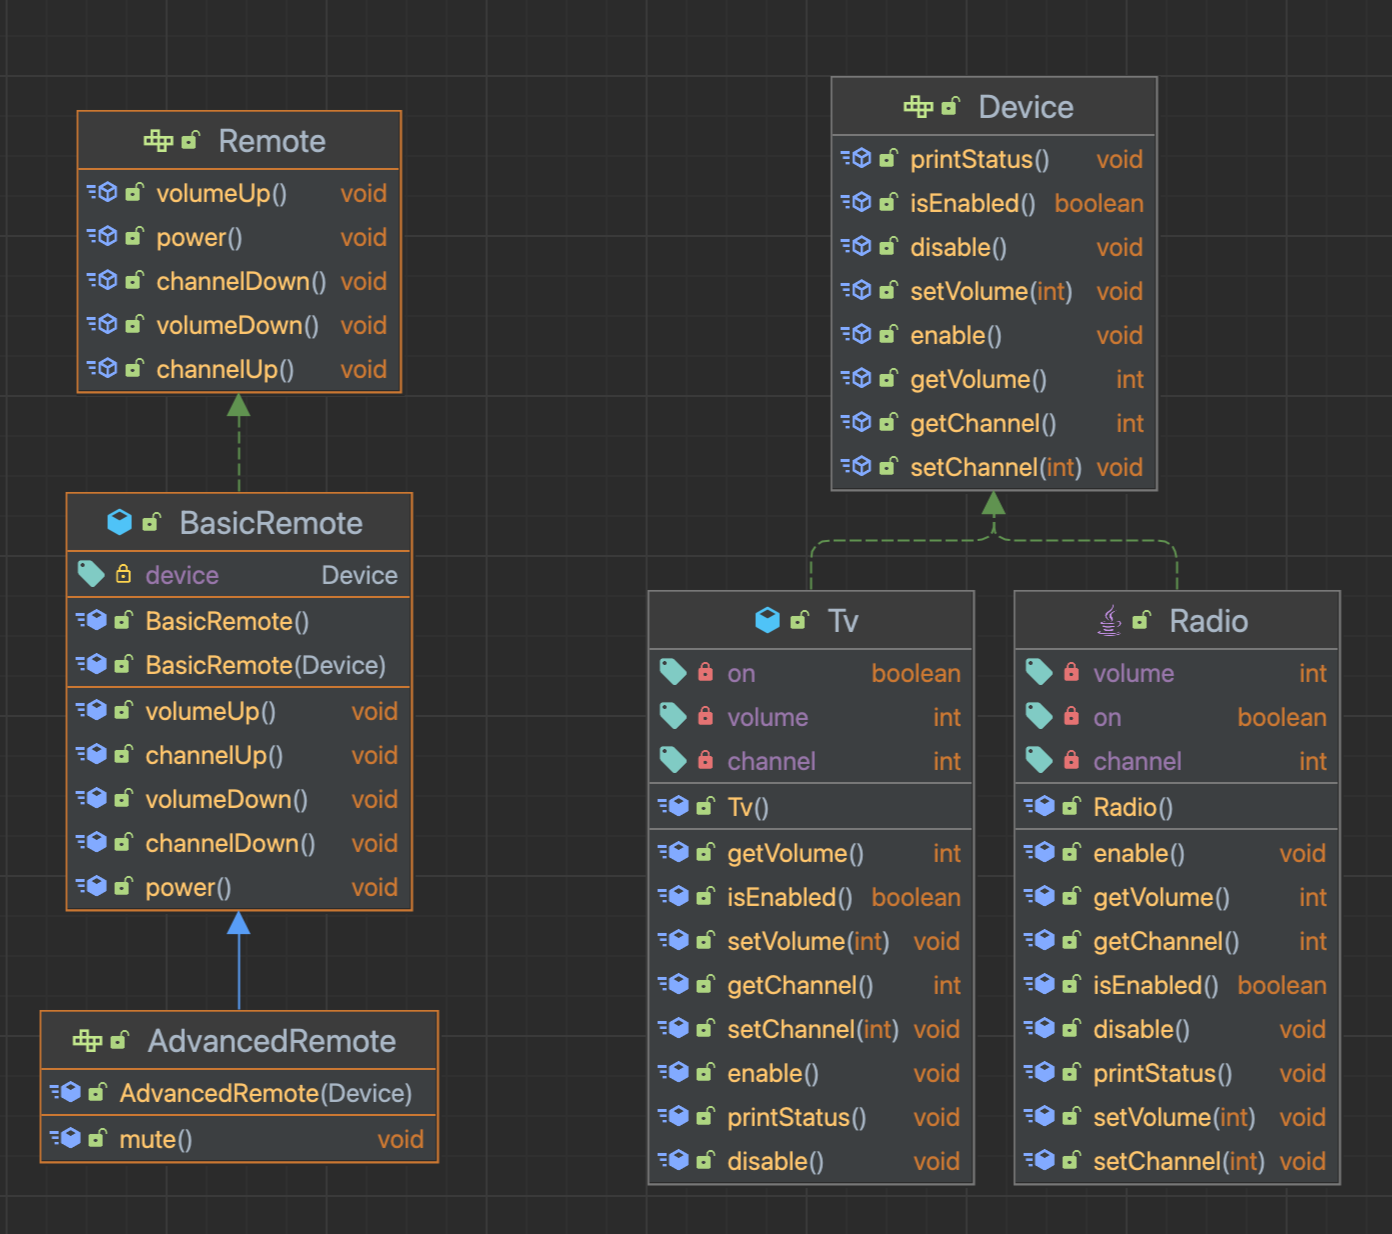 Remote
volumeUp() void
power() void
channelDown() void
volumeDown() void
channelUp() void
BasicRemote
device Device
BasicRemote()
BasicRemote(Device)
volumeUp() void
channelUp() void
volumeDown() void
channelDown() void
power() void
AdvancedRemote
AdvancedRemote(Device)
mute() void
Device
printStatus() void
isEnabled() boolean
disable() void
setVolume(int) void
enable() void
getVolume() int
getChannel() int
setChannel(int) void
Tv
on boolean
volume int
channel int
Tv()
getVolume() int
isEnabled() boolean
setVolume(int) void
getChannel() int
setChannel(int) void
enable() void
printStatus() void
disable() void
Radio
volume int
on boolean
channel int
Radio()
enable() void
getVolume() int
getChannel() int
isEnabled() boolean
disable() void
printStatus() void
setVolume(int) void
setChannel(int) void